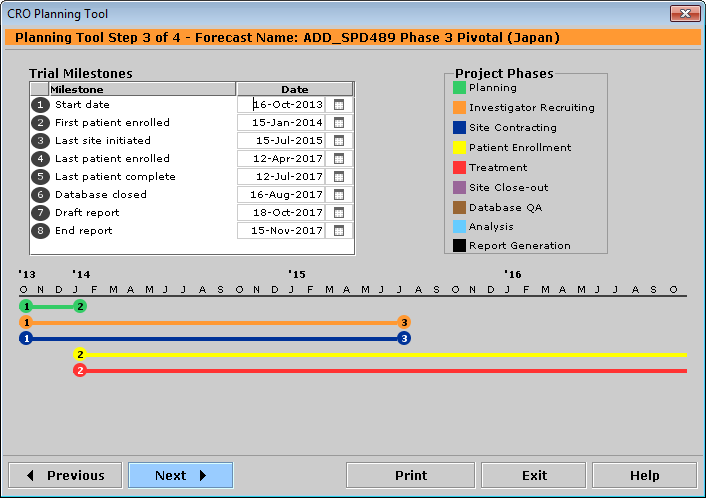 CRO Planning Tool
Planning Tool Step 3 of 4 - Forecast Name: ADD_SPD489 Phase 3 Pivotal (Japan)
Trial Milestones
Milestone Date
1 Start date 16-Oct-2013
2 First patient enrolled 15-Jan-2014
3 Last site initiated 15-Jul-2015
4 Last patient enrolled 12-Apr-2017
5 Last patient complete 12-Jul-2017
6 Database closed 16-Aug-2017
7 Draft report 18-Oct-2017
8 End report 15-Nov-2017
Project Phases
Planning
Investigator Recruiting
Site Contracting
Patient Enrollment
Treatment
Site Close-out
Database QA
Analysis
Report Generation
'13 '14 '15 '16
O N D J F M A M J J A S O N D J F M A M J J A S O N D J F M A M J J A S O
1 2
1 3
1 3
2
2
Previous Next Print Exit Help